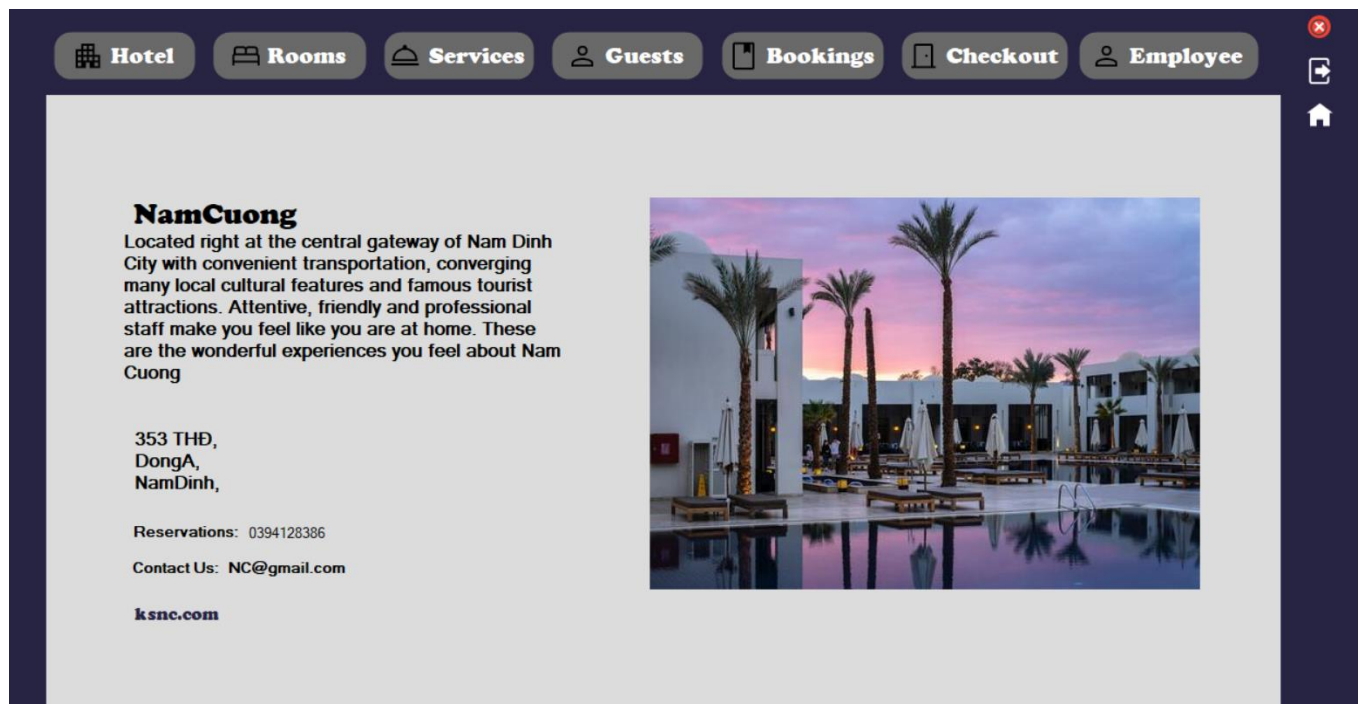 Hotel
Rooms
Services
Guests
Bookings
Checkout
Employee
NamCuong
Located right at the central gateway of Nam Dinh
City with convenient transportation, converging
many local cultural features and famous tourist
attractions. Attentive, friendly and professional
staff make you feel like you are at home. These
are the wonderful experiences you feel about Nam
Cuong
353 THĐ,
DongA,
NamDinh,
Reservations: 0394128386
Contact Us: NC@gmail.com
ksnc.com